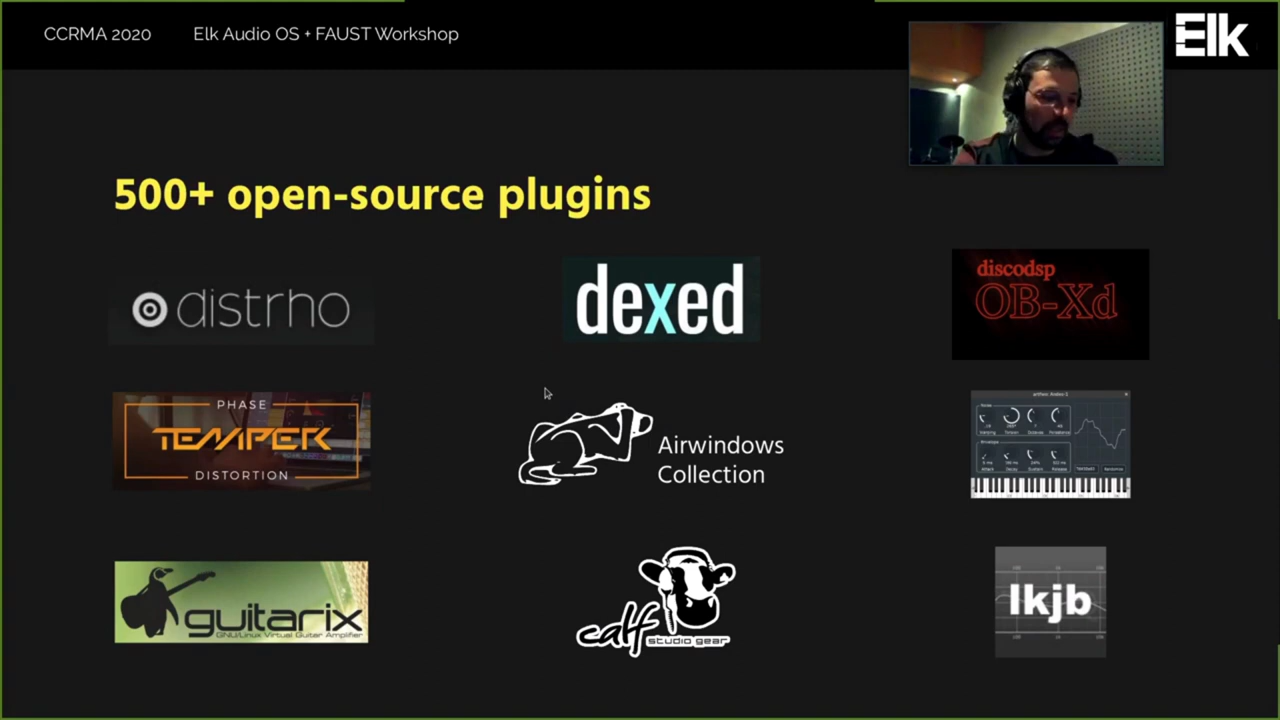 CCRMA 2020
Elk Audio OS + FAUST Workshop
Elk
500+ open-source plugins
distrho
dexed
discodsp
OB-Xd
PHASE
TEMPER
DISTORTION
Airwindows
Collection
guitarix
GNU/Linux Virtual Guitar Amplifier
calf
studio gear
lkjb